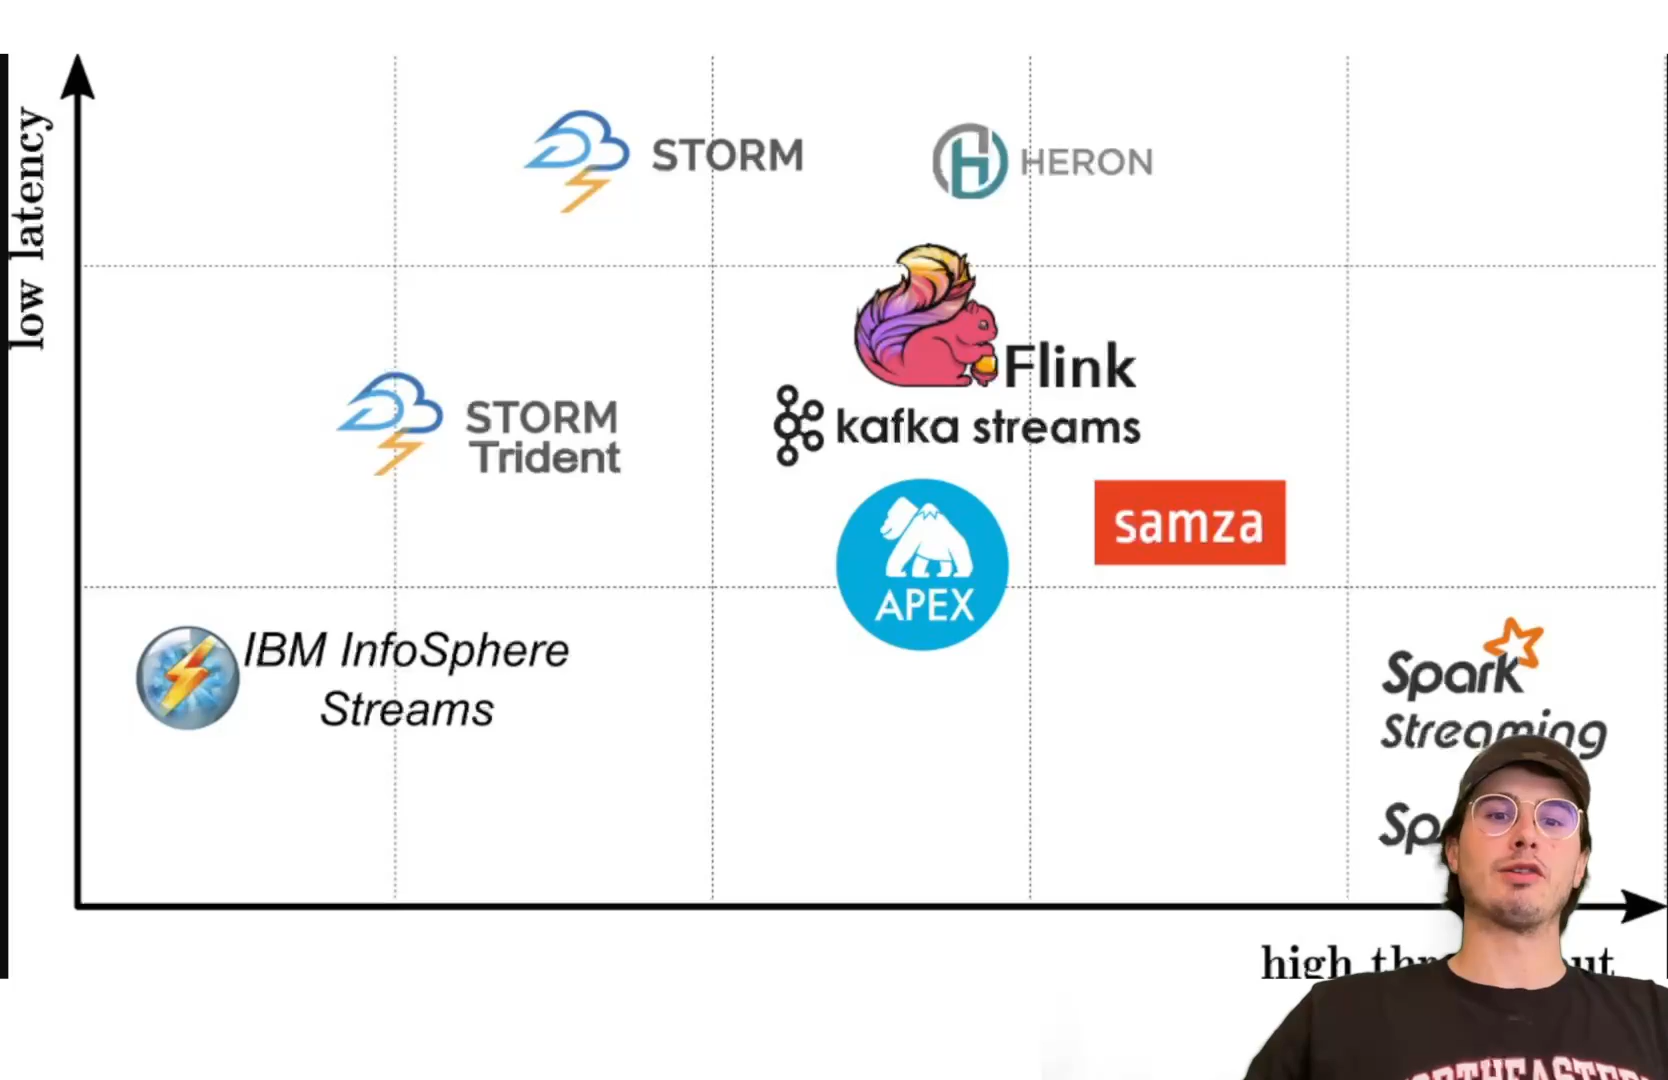 low latency
STORM
HERON
Flink
kafka streams
STORM
Trident
samza
APEX
IBM InfoSphere
Streams
Spark
Streaming
high